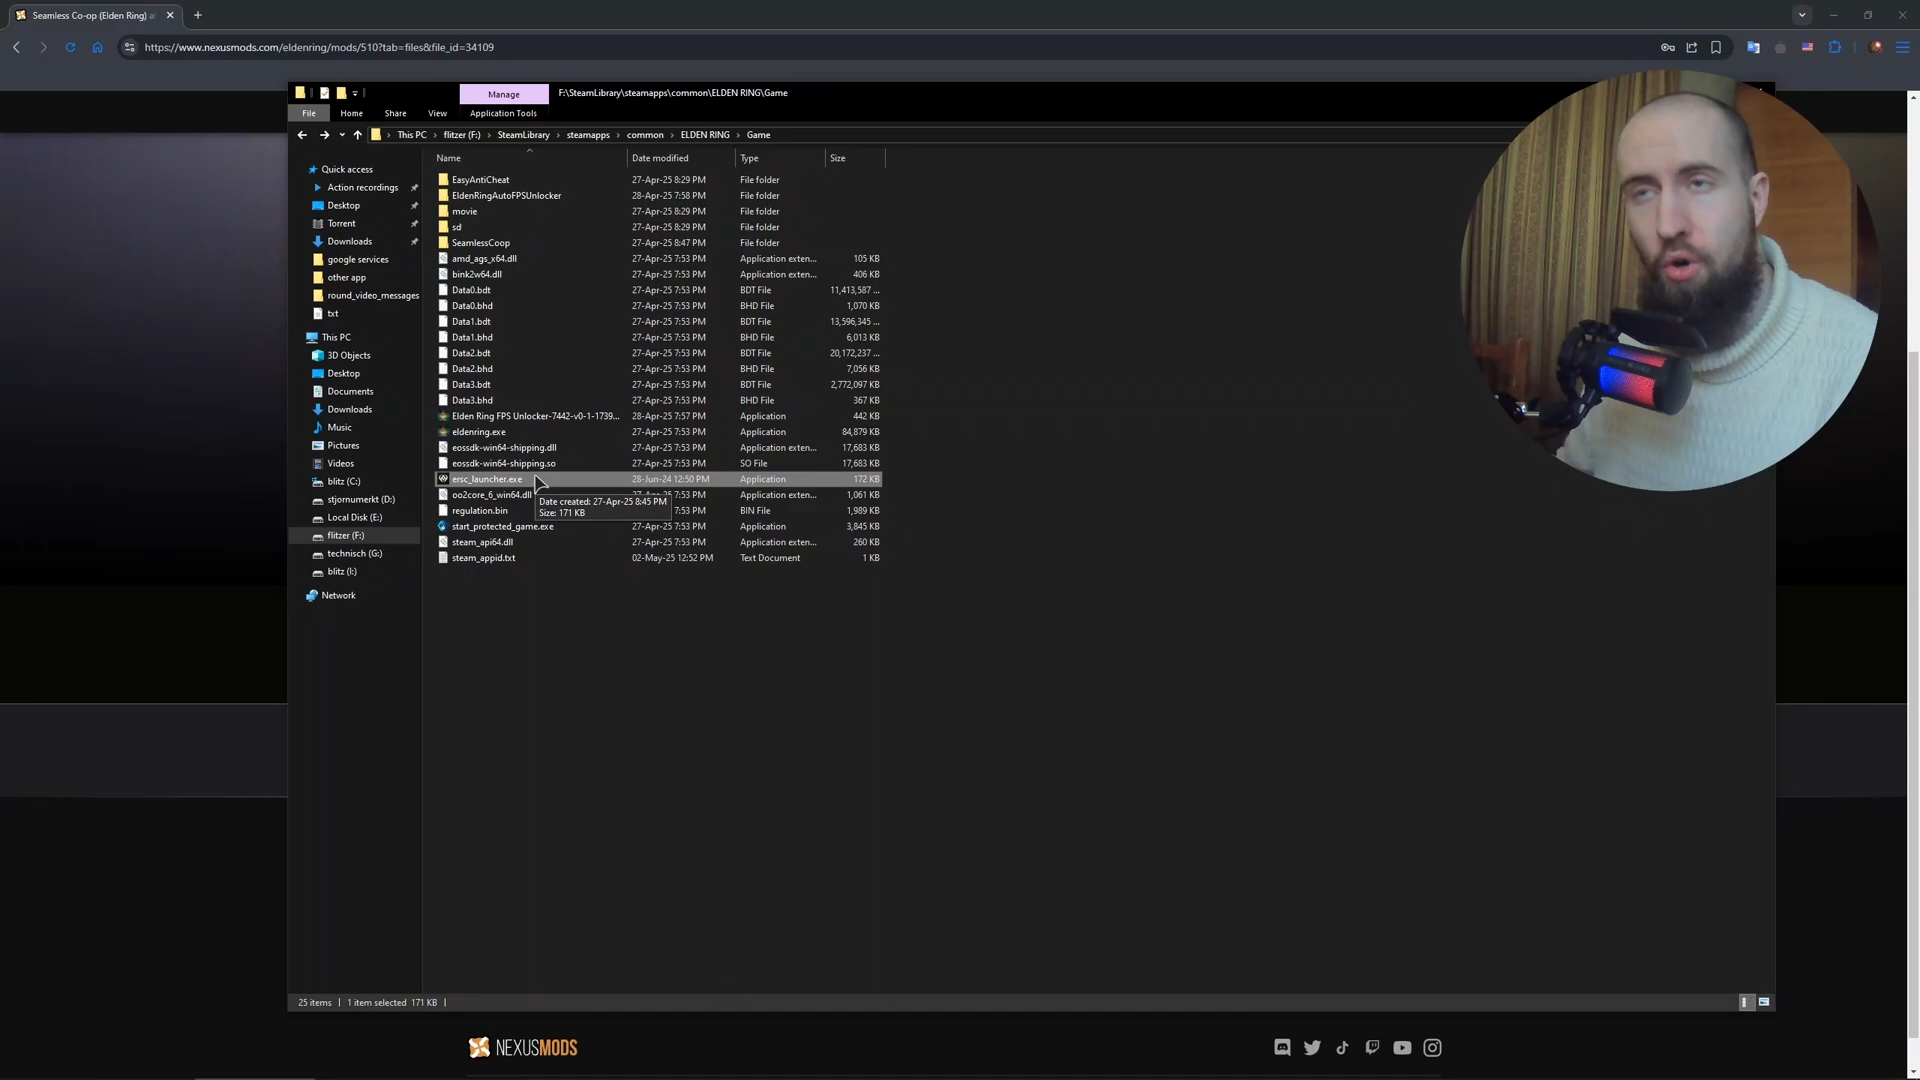 Seamless Co-op (Elden Ring) a
https://www.nexusmods.com/eldenring/mods/510?tab=files&file_id=34109
Manage
F:\SteamLibrary\steamapps\common\ELDEN RING\Game
File
Home
Share
View
Application Tools
This PC
flitzer (F:)
SteamLibrary
steamapps
common
ELDEN RING
Game
Name
Date modified
Type
Size
Quick access
Action recordings
Desktop
Torrent
Downloads
google services
other app
round_video_messages
txt
This PC
3D Objects
Desktop
Documents
Downloads
Music
Pictures
Videos
blitz (C:)
stjornumerkt (D:)
Local Disk (E:)
flitzer (F:)
technisch (G:)
blitz (I:)
Network
EasyAntiCheat 27-Apr-25 8:29 PM File folder
EldenRingAutoFPSUnlocker 28-Apr-25 7:58 PM File folder
movie 27-Apr-25 8:29 PM File folder
sd 27-Apr-25 8:29 PM File folder
SeamlessCoop 27-Apr-25 8:47 PM File folder
amd_ags_x64.dll 27-Apr-25 7:53 PM Application exten... 105 KB
bink2w64.dll 27-Apr-25 7:53 PM Application exten... 406 KB
Data0.bdt 27-Apr-25 7:53 PM BDT File 11,413,587 ...
Data0.bhd 27-Apr-25 7:53 PM BHD File 1,070 KB
Data1.bdt 27-Apr-25 7:53 PM BDT File 13,596,345 ...
Data1.bhd 27-Apr-25 7:53 PM BHD File 6,013 KB
Data2.bdt 27-Apr-25 7:53 PM BDT File 20,172,237 ...
Data2.bhd 27-Apr-25 7:53 PM BHD File 7,056 KB
Data3.bdt 27-Apr-25 7:53 PM BDT File 2,772,097 KB
Data3.bhd 27-Apr-25 7:53 PM BHD File 367 KB
Elden Ring FPS Unlocker-7442-v0-1-1739... 28-Apr-25 7:57 PM Application 442 KB
eldenring.exe 27-Apr-25 7:53 PM Application 84,879 KB
eossdk-win64-shipping.dll 27-Apr-25 7:53 PM Application exten... 17,683 KB
eossdk-win64-shipping.so 27-Apr-25 7:53 PM SO File 17,683 KB
ersc_launcher.exe 28-Jun-24 12:50 PM Application 172 KB
oo2core_6_win64.dll 7:53 PM Application exten... 1,061 KB
Date created: 27-Apr-25 8:45 PM
Size: 171 KB
regulation.bin 7:53 PM BIN File 1,989 KB
start_protected_game.exe 27-Apr-25 7:53 PM Application 3,845 KB
steam_api64.dll 27-Apr-25 7:53 PM Application exten... 260 KB
steam_appid.txt 02-May-25 12:52 PM Text Document 1 KB
25 items
1 item selected 171 KB
NEXUSMODS